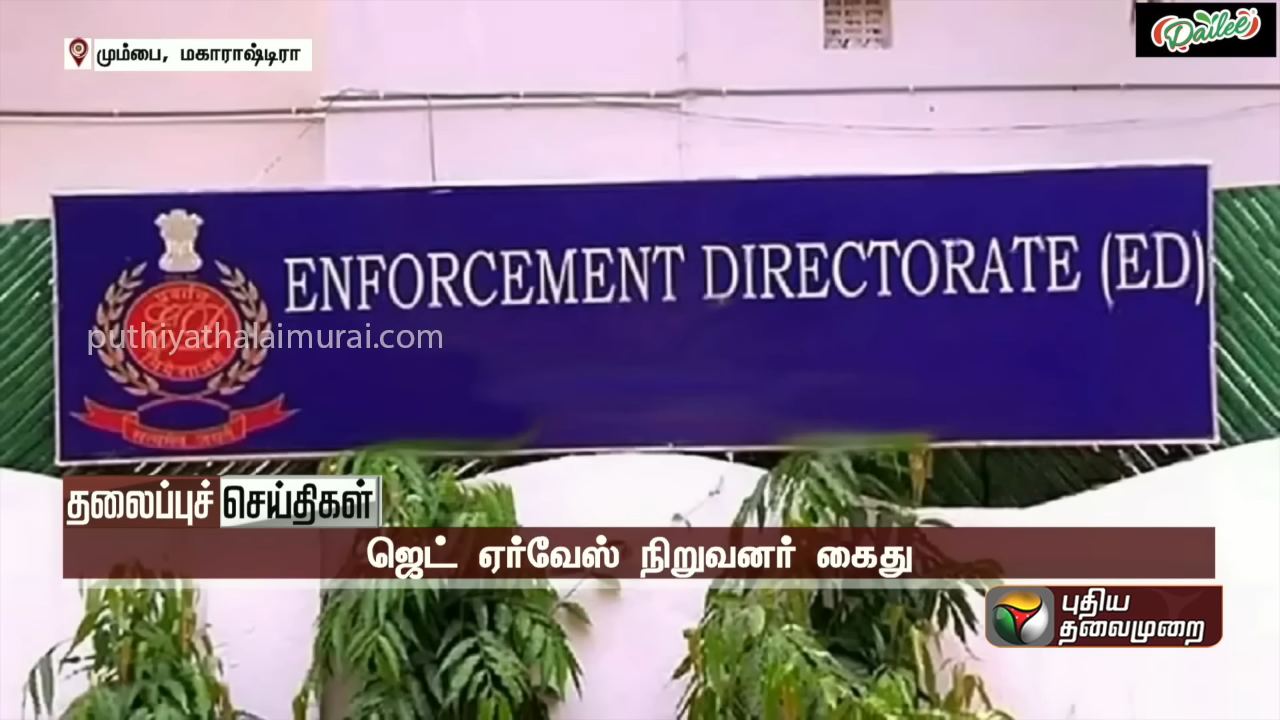 மும்பை, மகாராஷ்டிரா
Dailee
ENFORCEMENT DIRECTORATE (ED)
puthiyathalaimurai.com
தலைப்புச் செய்திகள்
ஜெட் ஏர்வேஸ் நிறுவனர் கைது
புதிய
தலைமுறை